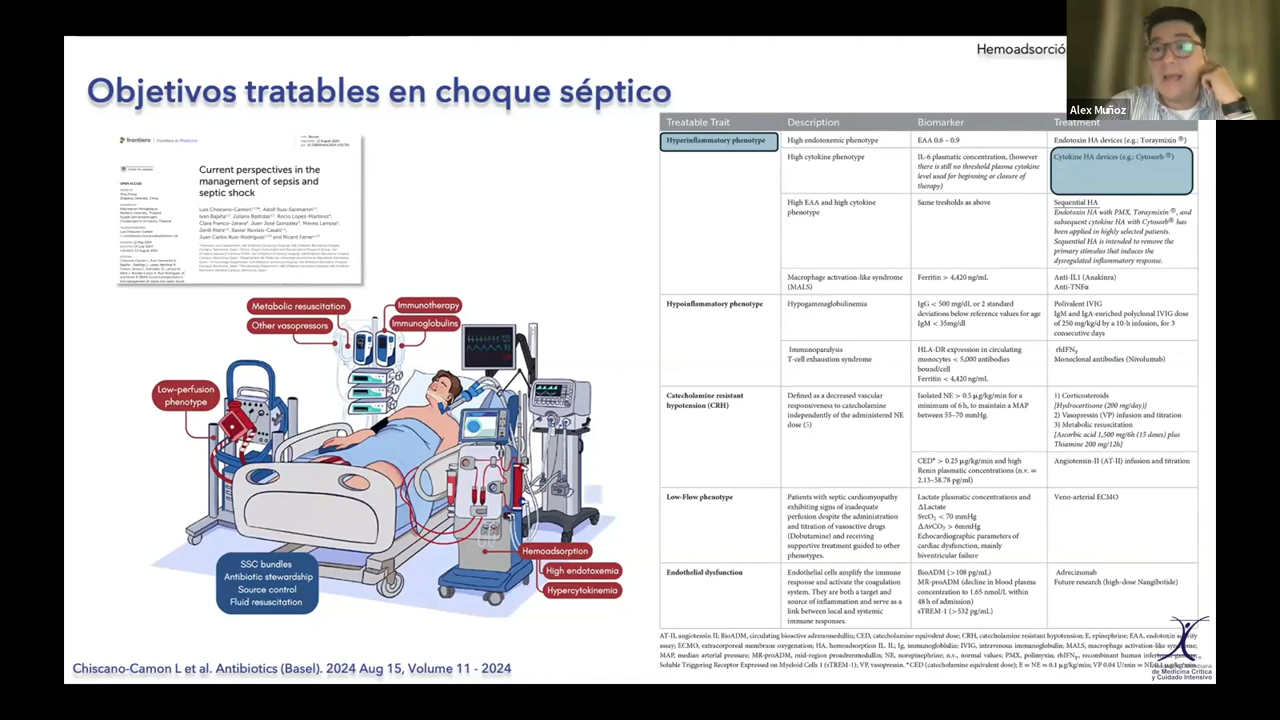 Hemoadsorció
Alex Muñoz
Objetivos tratables en choque séptico
frontiers | Frontiers in Medicine
Current perspectives in the
management of sepsis and
septic shock
OPEN ACCESS
Metabolic resuscitation
Other vasopressors
Immunotherapy
Immunoglobulins
Low-perfusion
phenotype
SSC bundles
Antibiotic stewardship
Source control
Fluid resuscitation
Hemoadsorption
High endotoxemia
Hypercytokinemia
Chiscano-Camon L et al. Antibiotics (Basel). 2024 Aug 15, Volume 11 - 2024
Treatable Trait Description Biomarker Treatment
Hyperinflammatory phenotype High endotoxemic phenotype EAA 0.6 – 0.9 Endotoxin HA devices (e.g.: Toraymixin ®)
High cytokine phenotype IL-6 plasmatic concentration, (however Cytokine HA devices (e.g.: Cytosorb ®)
there is still no threshold plasma cytokine
level used for beginning or closure of
therapy)
High EAA and high cytokine Same tresholds as above Sequential HA
phenotype Endotoxin HA with PMX, Toraymixin ®, and
subsequent cytokine HA with Cytosorb® has
been applied in highly selected patients.
Sequential HA is intended to remove the
primary stimulus that induces the
dysregulated inflammatory response.
Macrophage activation-like syndrome Ferritin > 4,420 ng/mL Anti-IL1 (Anakinra)
(MALS) Anti-TNFα
Hypoinflammatory phenotype Hypogammaglobulinemia IgG < 500 mg/dL or 2 standard Polivalent IVIG
deviations below reference values for age IgM and IgA-enriched polyclonal IVIG dose
IgM < 35mg/dl of 250 mg/kg/d by a 10-h infusion, for 3
consecutive days
Immunoparalysis HLA-DR expression in circulating rhIFNγ
T-cell exhaustion syndrome monocytes < 5,000 antibodies Monoclonal antibodies (Nivolumab)
bound/cell
Ferritin < 4,420 ng/mL
Catecholamine resistant Defined as a decreased vascular Isolated NE > 0.5 μg/kg/min for a 1) Corticosteroids
hypotension (CRH) responsiveness to catecholamine minimum of 6 h, to maintain a MAP [Hydrocortisone (200 mg/day)]
independently of the administered NE between 55–70 mmHg. 2) Vasopressin (VP) infusion and titration
dose (5) 3) Metabolic resuscitation
[Ascorbic acid 1,500 mg/6h (15 doses) plus
Thiamine 200 mg/12h]
CED* > 0.25 μg/kg/min and high Angiotensin-II (AT-II) infusion and titration
Renin plasmatic concentrations (n.v. =
2.13–58.78 pg/ml)
Low-Flow phenotype Patients with septic cardiomyopathy Lactate plasmatic concentrations and Veno-arterial ECMO
exhibiting signs of inadequate ΔLactate
perfusion despite the administration SvcO₂ < 70 mmHg
and titration of vasoactive drugs ΔAvCO₂ > 6mmHg
(Dobutamine) and receiving Echocardiographic parameters of
supportive treatment guided to other cardiac dysfunction, mainly
phenotypes. biventricular failure
Endothelial dysfunction Endothelial cells amplify the immune BioADM (>108 pg/mL) Adrecizumab
response and activate the coagulation MR-proADM (decline in blood plasma Future research (high-dose Nangibotide)
system. They are both a target and concentration to 1.65 nmol/L within
source of inflammation and serve as a 48 h of admission)
link between local and systemic sTREM-1 (>532 pg/mL)
immune responses.
AT-II, angiotensin II; BioADM, circulating bioactive adrenomedullin; CED, catecholamine equivalent dose; CRH, catecholamine resistant hypotension; E, epinephrine; EAA, endotoxin activity
assay; ECMO, extracorporeal membrane oxygenation; HA, hemoadsorption IL, IL; Ig, immunoglobulin; IVIG, intravenous immunoglobulin; MALS, macrophage activation-like syndrome;
MAP, median arterial pressure; MR-proADM, mid-region proadrenomedullin; NE, norepinephrine; n.v., normal values; PMX, polimyxin; rhIFNγ, recombinant human
Soluble Triggering Receptor Expressed on Myeloid Cells 1 (sTREM-1); VP, vasopressin. *CED (catecholamine equivalent dose); E = NE = 0.1 μg/kg/min; VP 0.04 U/min =
de Medicina Crítica
y Cuidado Intensivo